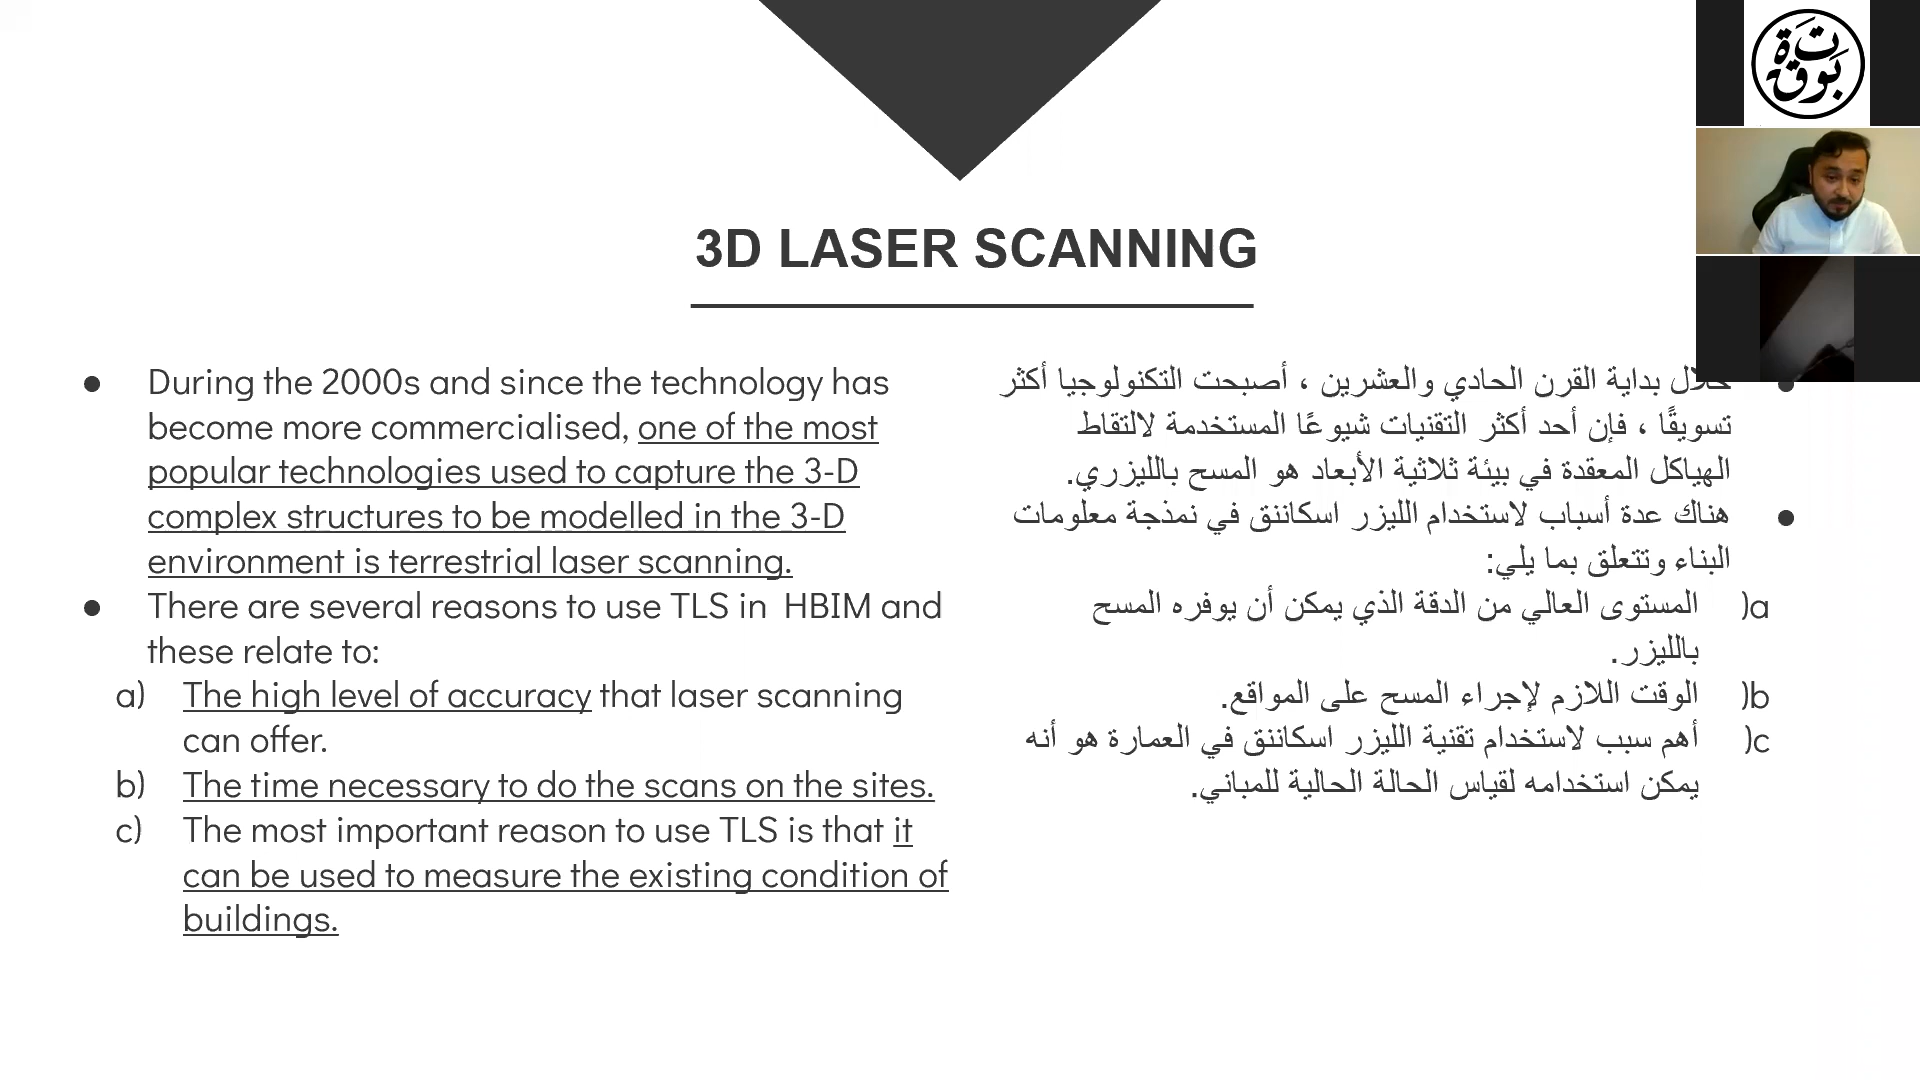 3D LASER SCANNING
● During the 2000s and since the technology has
become more commercialised, one of the most
popular technologies used to capture the 3-D
complex structures to be modelled in the 3-D
environment is terrestrial laser scanning.
● There are several reasons to use TLS in HBIM and
these relate to:
a) The high level of accuracy that laser scanning
can offer.
b) The time necessary to do the scans on the sites.
c) The most important reason to use TLS is that it
can be used to measure the existing condition of
buildings.
● خلال بداية القرن الحادي والعشرين ، أصبحت التكنولوجيا أكثر
تسويقًا ، فإن أحد أكثر التقنيات شيوعًا المستخدمة لالتقاط
الهياكل المعقدة في بيئة ثلاثية الأبعاد هو المسح بالليزري.
● هناك عدة أسباب لاستخدام الليزر اسكاننق في نمذجة معلومات
البناء وتتعلق بما يلي:
a) المستوى العالي من الدقة الذي يمكن أن يوفره المسح
بالليزر.
b) الوقت اللازم لإجراء المسح على المواقع.
c) أهم سبب لاستخدام تقنية الليزر اسكاننق في العمارة هو أنه
يمكن استخدامه لقياس الحالة الحالية للمباني.
بوتقة